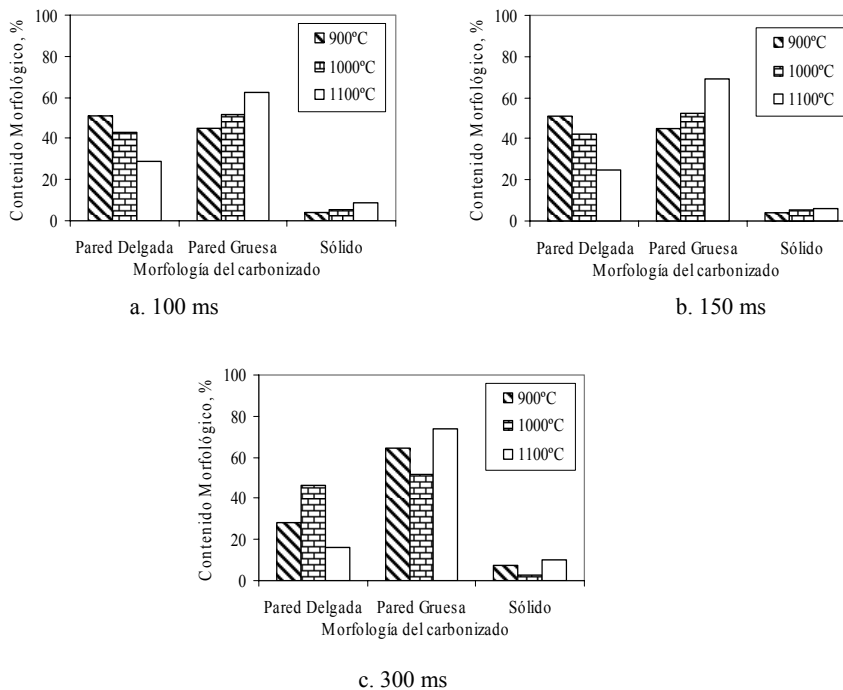 Contenido Morfológico, %
100
80
60
40
20
0
900ºC
1000ºC
1100ºC
Pared Delgada Pared Gruesa Sólido
Morfología del carbonizado
a. 100 ms
Contenido Morfológico, %
100
80
60
40
20
0
900ºC
1000ºC
1100ºC
Pared Delgada Pared Gruesa Sólido
Morfología del carbonizado
b. 150 ms
Contenido Morfológico, %
100
80
60
40
20
0
900ºC
1000ºC
1100ºC
Pared Delgada Pared Gruesa Sólido
Morfología del carbonizado
c. 300 ms